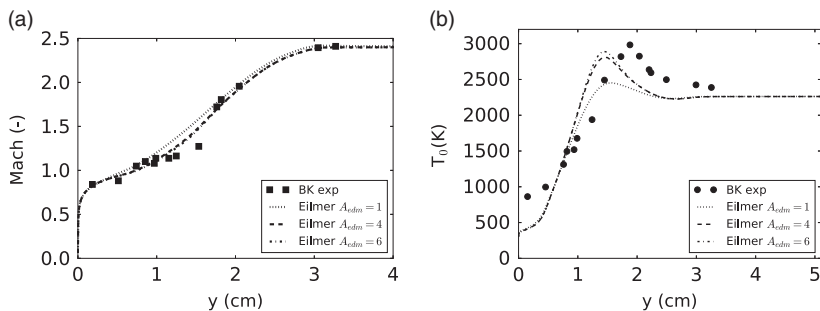 (a)
2.5
2.0
1.5
1.0
0.5
0.0
Mach (-)
0
1
2
3
4
y (cm)
BK exp
Eilmer A_edm = 1
Eilmer A_edm = 4
Eilmer A_edm = 6
(b)
3000
2500
2000
1500
1000
500
0
T_0(K)
0
1
2
3
4
5
y (cm)
BK exp
Eilmer A_edm = 1
Eilmer A_edm = 4
Eilmer A_edm = 6